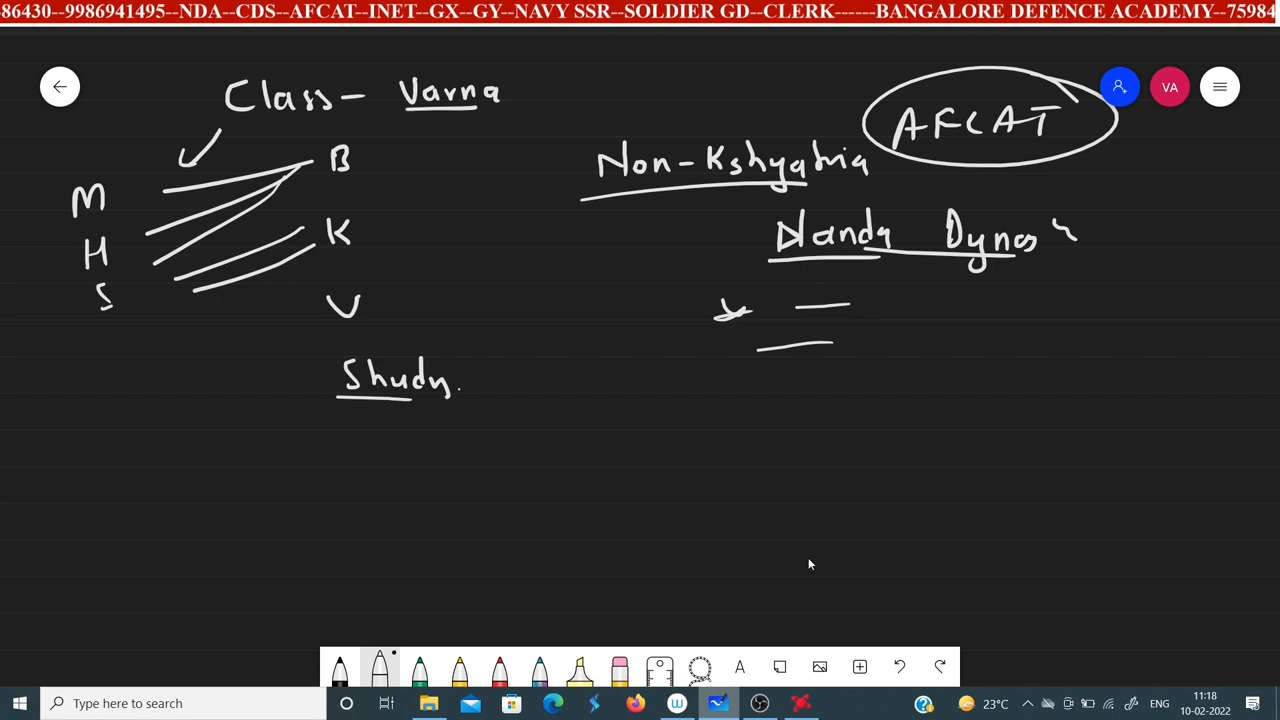 86430--9986941495--NDA--CDS--AFCAT--INET--GX--GY--NAVY SSR--SOLDIER GD--CLERK------BANGALORE DEFENCE ACADEMY--75984
Class - Varna
AFCAT
VA
B
Non-Kshyatria
M
K
Nanda Dynas
H
S
V
Shudr
A
Type here to search
23°C
ENG
11:18
10-02-2022